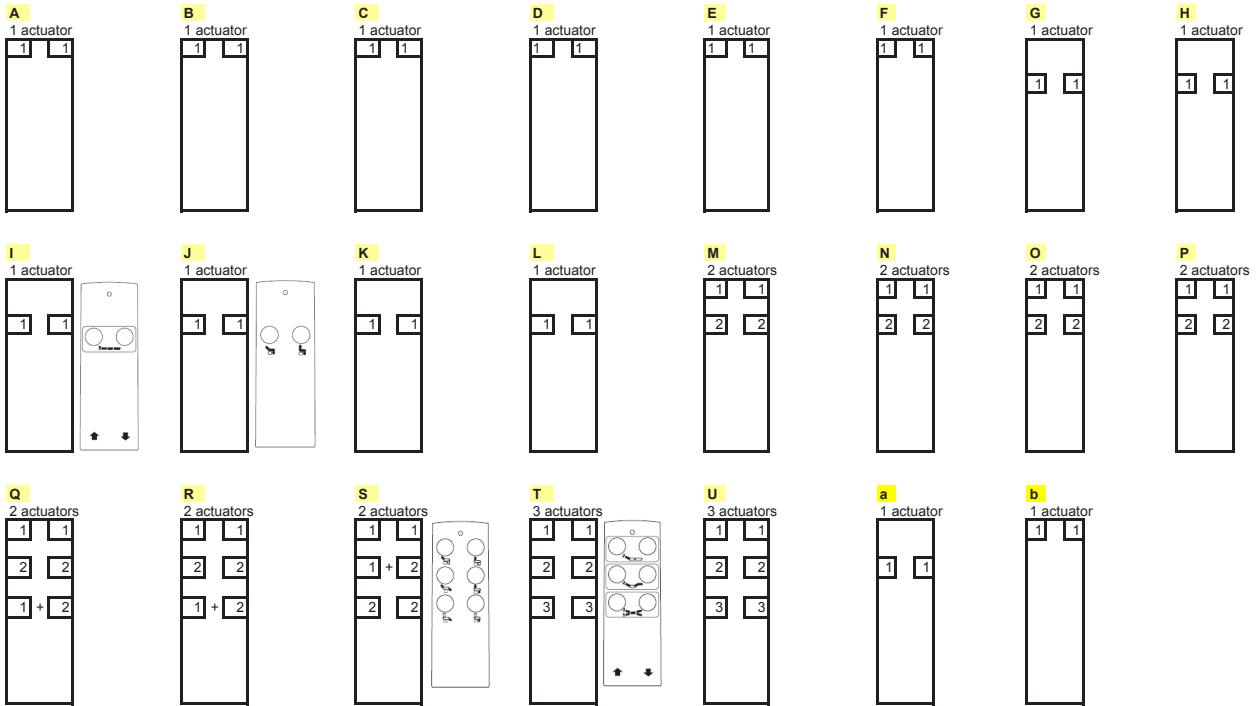 A B C D E F G H
1 actuator 1 actuator 1 actuator 1 actuator 1 actuator 1 actuator 1 actuator 1 actuator
1 1 1 1 1 1 1 1 1 1 1 1
1 1 1 1
I J K L M N O P
1 actuator 1 actuator 1 actuator 1 actuator 2 actuators 2 actuators 2 actuators 2 actuators
1 1 1 1 1 1 1 1
1 1 1 1 1 1 1 1 2 2 2 2 2 2 2 2
Q R S T U a b
2 actuators 2 actuators 2 actuators 3 actuators 3 actuators 1 actuator 1 actuator
1 1 1 1 1 1 1 1 1 1 1 1
2 2 2 2 1 + 2 2 2 2 2 1 1
1 + 2 1 + 2 2 2 3 3 3 3